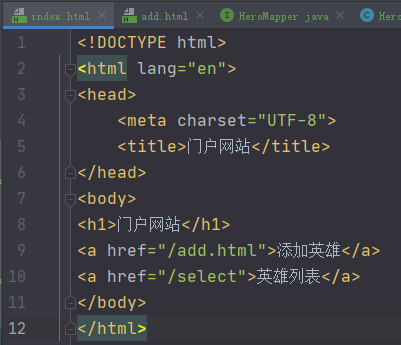 index.html add.html HeroMapper.java Hero
1 <!DOCTYPE html>
2 <html lang="en">
3 <head>
4 <meta charset="UTF-8">
5 <title>门户网站</title>
6 </head>
7 <body>
8 <h1>门户网站</h1>
9 <a href="/add.html">添加英雄</a>
10 <a href="/select">英雄列表</a>
11 </body>
12 </html>